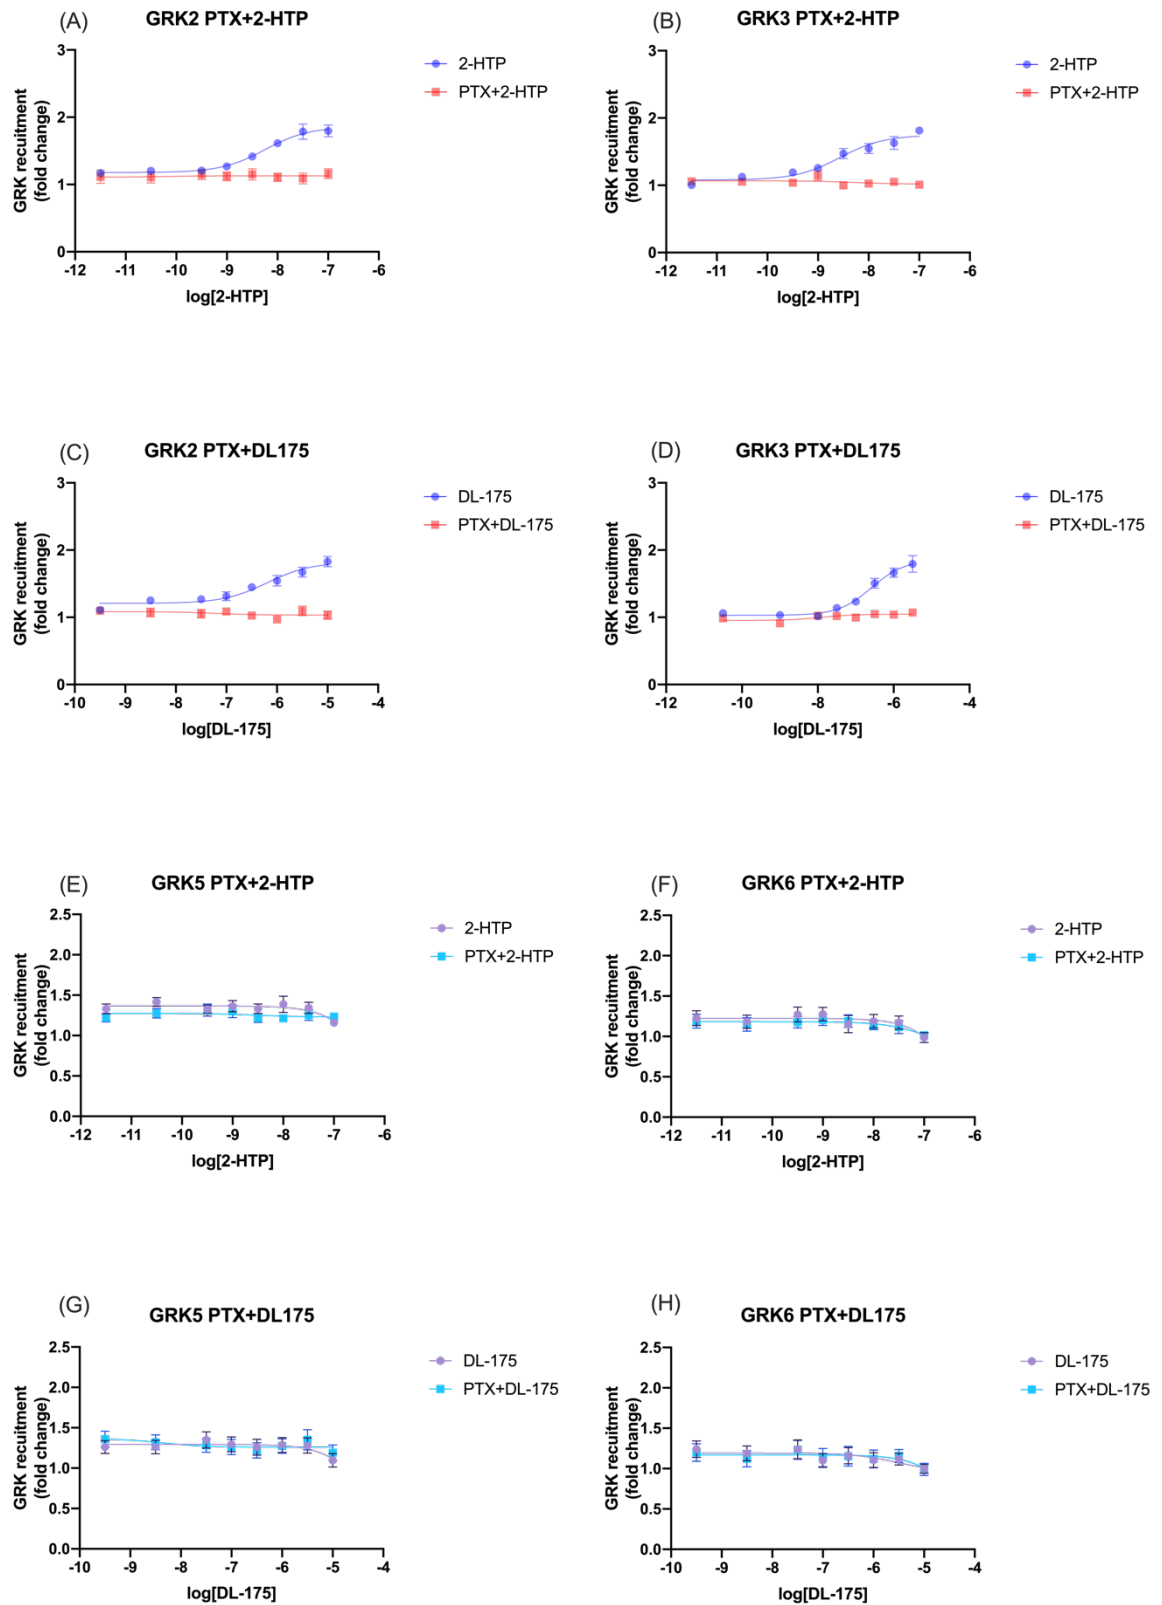 (A) GRK2 PTX+2-HTP
3
2
1
0
GRK recuitment
(fold change)
-12 -11 -10 -9 -8 -7 -6
log[2-HTP]
2-HTP
PTX+2-HTP
(B) GRK3 PTX+2-HTP
3
2
1
0
GRK recuitment
(fold change)
-12 -11 -10 -9 -8 -7 -6
log[2-HTP]
2-HTP
PTX+2-HTP
(C) GRK2 PTX+DL175
3
2
1
0
GRK recuitment
(fold change)
-10 -9 -8 -7 -6 -5 -4
log[DL-175]
DL-175
PTX+DL-175
(D) GRK3 PTX+DL175
3
2
1
0
GRK recuitment
(fold change)
-12 -10 -8 -6 -4
log[DL-175]
DL-175
PTX+DL-175
(E) GRK5 PTX+2-HTP
2.5
2.0
1.5
1.0
0.5
0.0
GRK recuitment
(fold change)
-12 -11 -10 -9 -8 -7 -6
log[2-HTP]
2-HTP
PTX+2-HTP
(F) GRK6 PTX+2-HTP
2.5
2.0
1.5
1.0
0.5
0.0
GRK recuitment
(fold change)
-12 -11 -10 -9 -8 -7 -6
log[2-HTP]
2-HTP
PTX+2-HTP
(G) GRK5 PTX+DL175
2.5
2.0
1.5
1.0
0.5
0.0
GRK recuitment
(fold change)
-10 -9 -8 -7 -6 -5 -4
log[DL-175]
DL-175
PTX+DL-175
(H) GRK6 PTX+DL175
2.5
2.0
1.5
1.0
0.5
0.0
GRK recuitment
(fold change)
-10 -9 -8 -7 -6 -5 -4
log[DL-175]
DL-175
PTX+DL-175